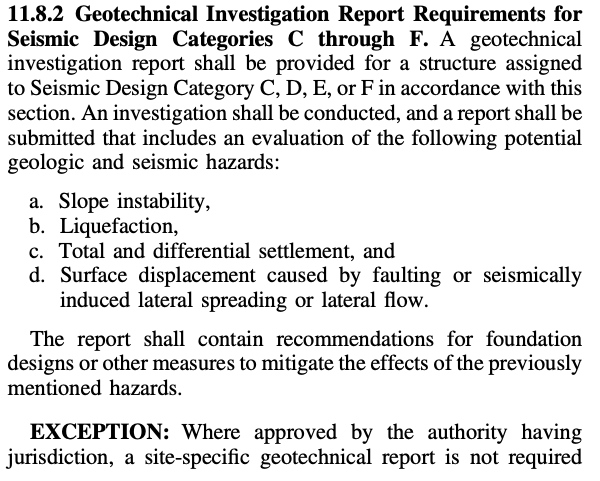 11.8.2 Geotechnical Investigation Report Requirements for
Seismic Design Categories C through F. A geotechnical
investigation report shall be provided for a structure assigned
to Seismic Design Category C, D, E, or F in accordance with this
section. An investigation shall be conducted, and a report shall be
submitted that includes an evaluation of the following potential
geologic and seismic hazards:
a. Slope instability,
b. Liquefaction,
c. Total and differential settlement, and
d. Surface displacement caused by faulting or seismically
induced lateral spreading or lateral flow.
The report shall contain recommendations for foundation
designs or other measures to mitigate the effects of the previously
mentioned hazards.
EXCEPTION: Where approved by the authority having
jurisdiction, a site-specific geotechnical report is not required